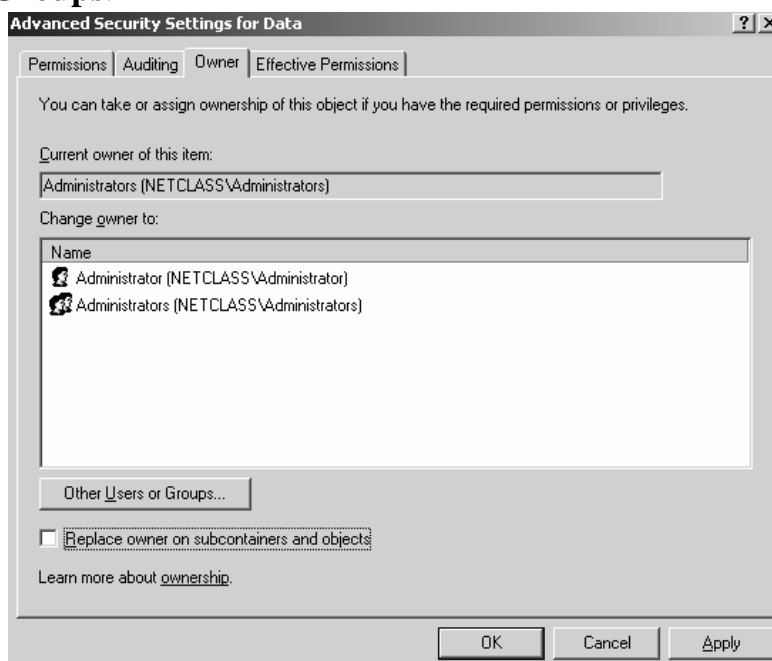 Advanced Security Settings for Data
Permissions Auditing Owner Effective Permissions
You can take or assign ownership of this object if you have the required permissions or privileges.
Current owner of this item:
Administrators (NETCLASS\Administrators)
Change owner to:
Name
Administrator (NETCLASS\Administrator)
Administrators (NETCLASS\Administrators)
Other Users or Groups...
Replace owner on subcontainers and objects
Learn more about ownership.
OK Cancel Apply